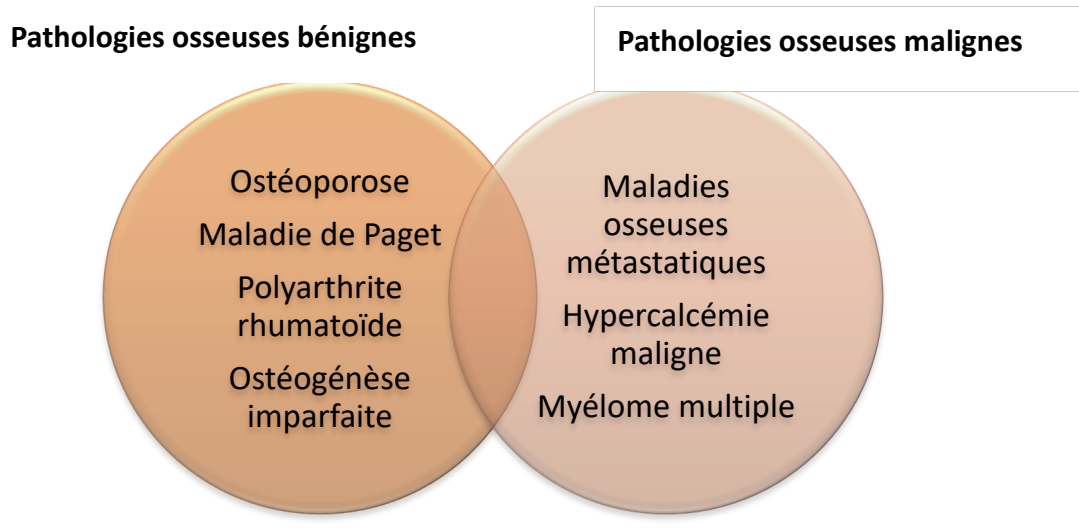 Pathologies osseuses bénignes
Pathologies osseuses malignes
Ostéoporose
Maladie de Paget
Polyarthrite
rhumatoïde
Ostéogénèse
imparfaite
Maladies
osseuses
métastatiques
Hypercalcémie
maligne
Myélome multiple